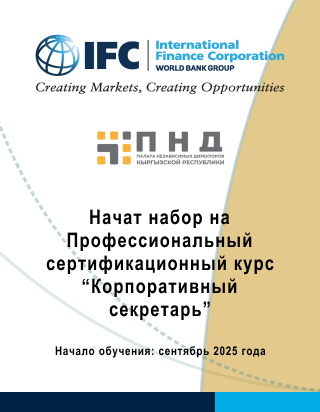 IFC
International
Finance Corporation
WORLD BANK GROUP
Creating Markets, Creating Opportunities
ПНД
ПАЛАТА НЕЗАВИСИМЫХ ДИРЕКТОРОВ
КЫРГЫЗСКОЙ РЕСПУБЛИКИ
Начат набор на
Профессиональный
сертификационный курс
“Корпоративный
секретарь”
Начало обучения: сентябрь 2025 года